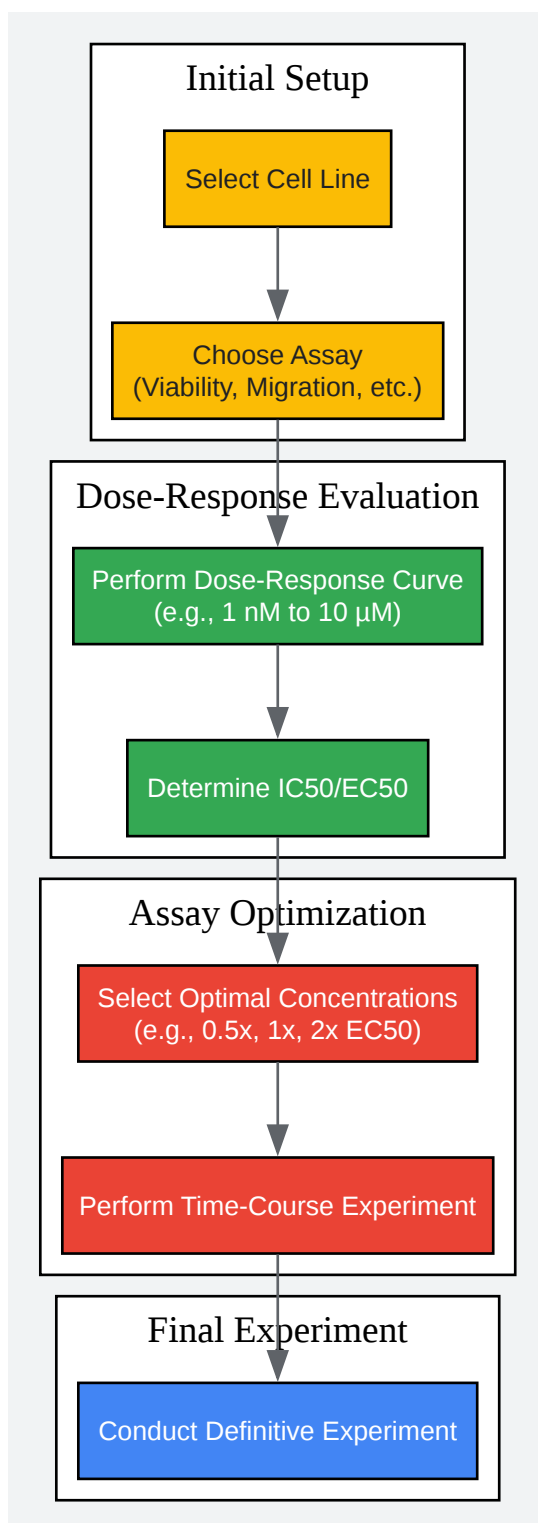 Initial Setup
Select Cell Line
Choose Assay
(Viability, Migration, etc.)
Dose-Response Evaluation
Perform Dose-Response Curve
(e.g., 1 nM to 10 µM)
Determine IC50/EC50
Assay Optimization
Select Optimal Concentrations
(e.g., 0.5x, 1x, 2x EC50)
Perform Time-Course Experiment
Final Experiment
Conduct Definitive Experiment